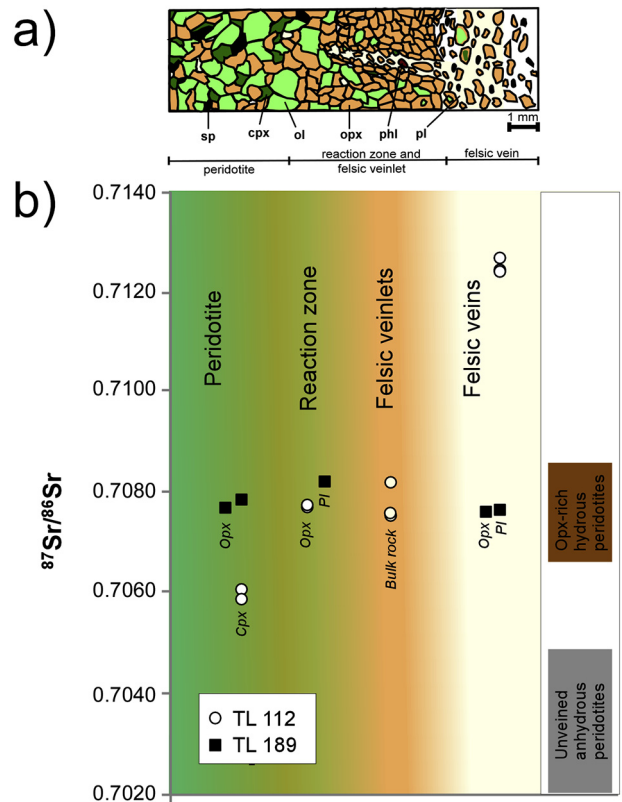 a)
sp cpx ol opx phl pl
1 mm
peridotite
reaction zone and
felsic veinlet
felsic vein
b)
0.7140
0.7120
0.7100
0.7080
0.7060
0.7040
0.7020
87Sr/86Sr
Peridotite
Reaction zone
Felsic veinlets
Felsic veins
Opx
Cpx
Opx
Pl
Bulk rock
Opx
Pl
Opx-rich
hydrous
peridotites
Unveined
anhydrous
peridotites
TL 112
TL 189